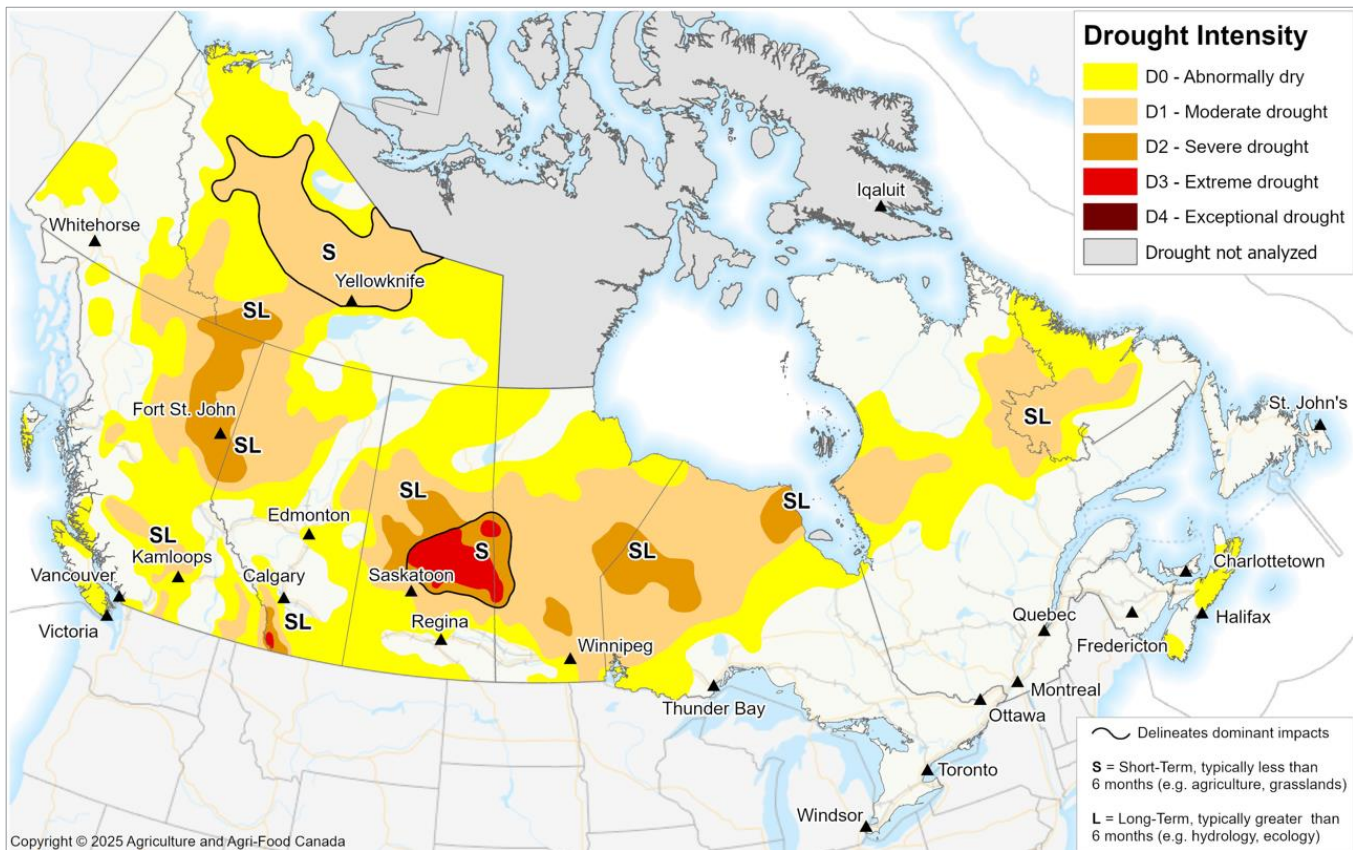 Drought Intensity
D0 - Abnormally dry
D1 - Moderate drought
D2 - Severe drought
D3 - Extreme drought
D4 - Exceptional drought
Drought not analyzed
Iqaluit
Whitehorse
S
Yellowknife
SL
Fort St. John
SL
SL
St. John's
SL
SL
Edmonton
SL
S
SL
Kamloops
Charlottetown
Vancouver
Calgary
Saskatoon
SL
Regina
Quebec
Halifax
Victoria
Winnipeg
Fredericton
Montreal
Thunder Bay
Ottawa
Delineates dominant impacts
S = Short-Term, typically less than
6 months (e.g. agriculture, grasslands)
L = Long-Term, typically greater than
6 months (e.g. hydrology, ecology)
Toronto
Windsor
Copyright © 2025 Agriculture and Agri-Food Canada